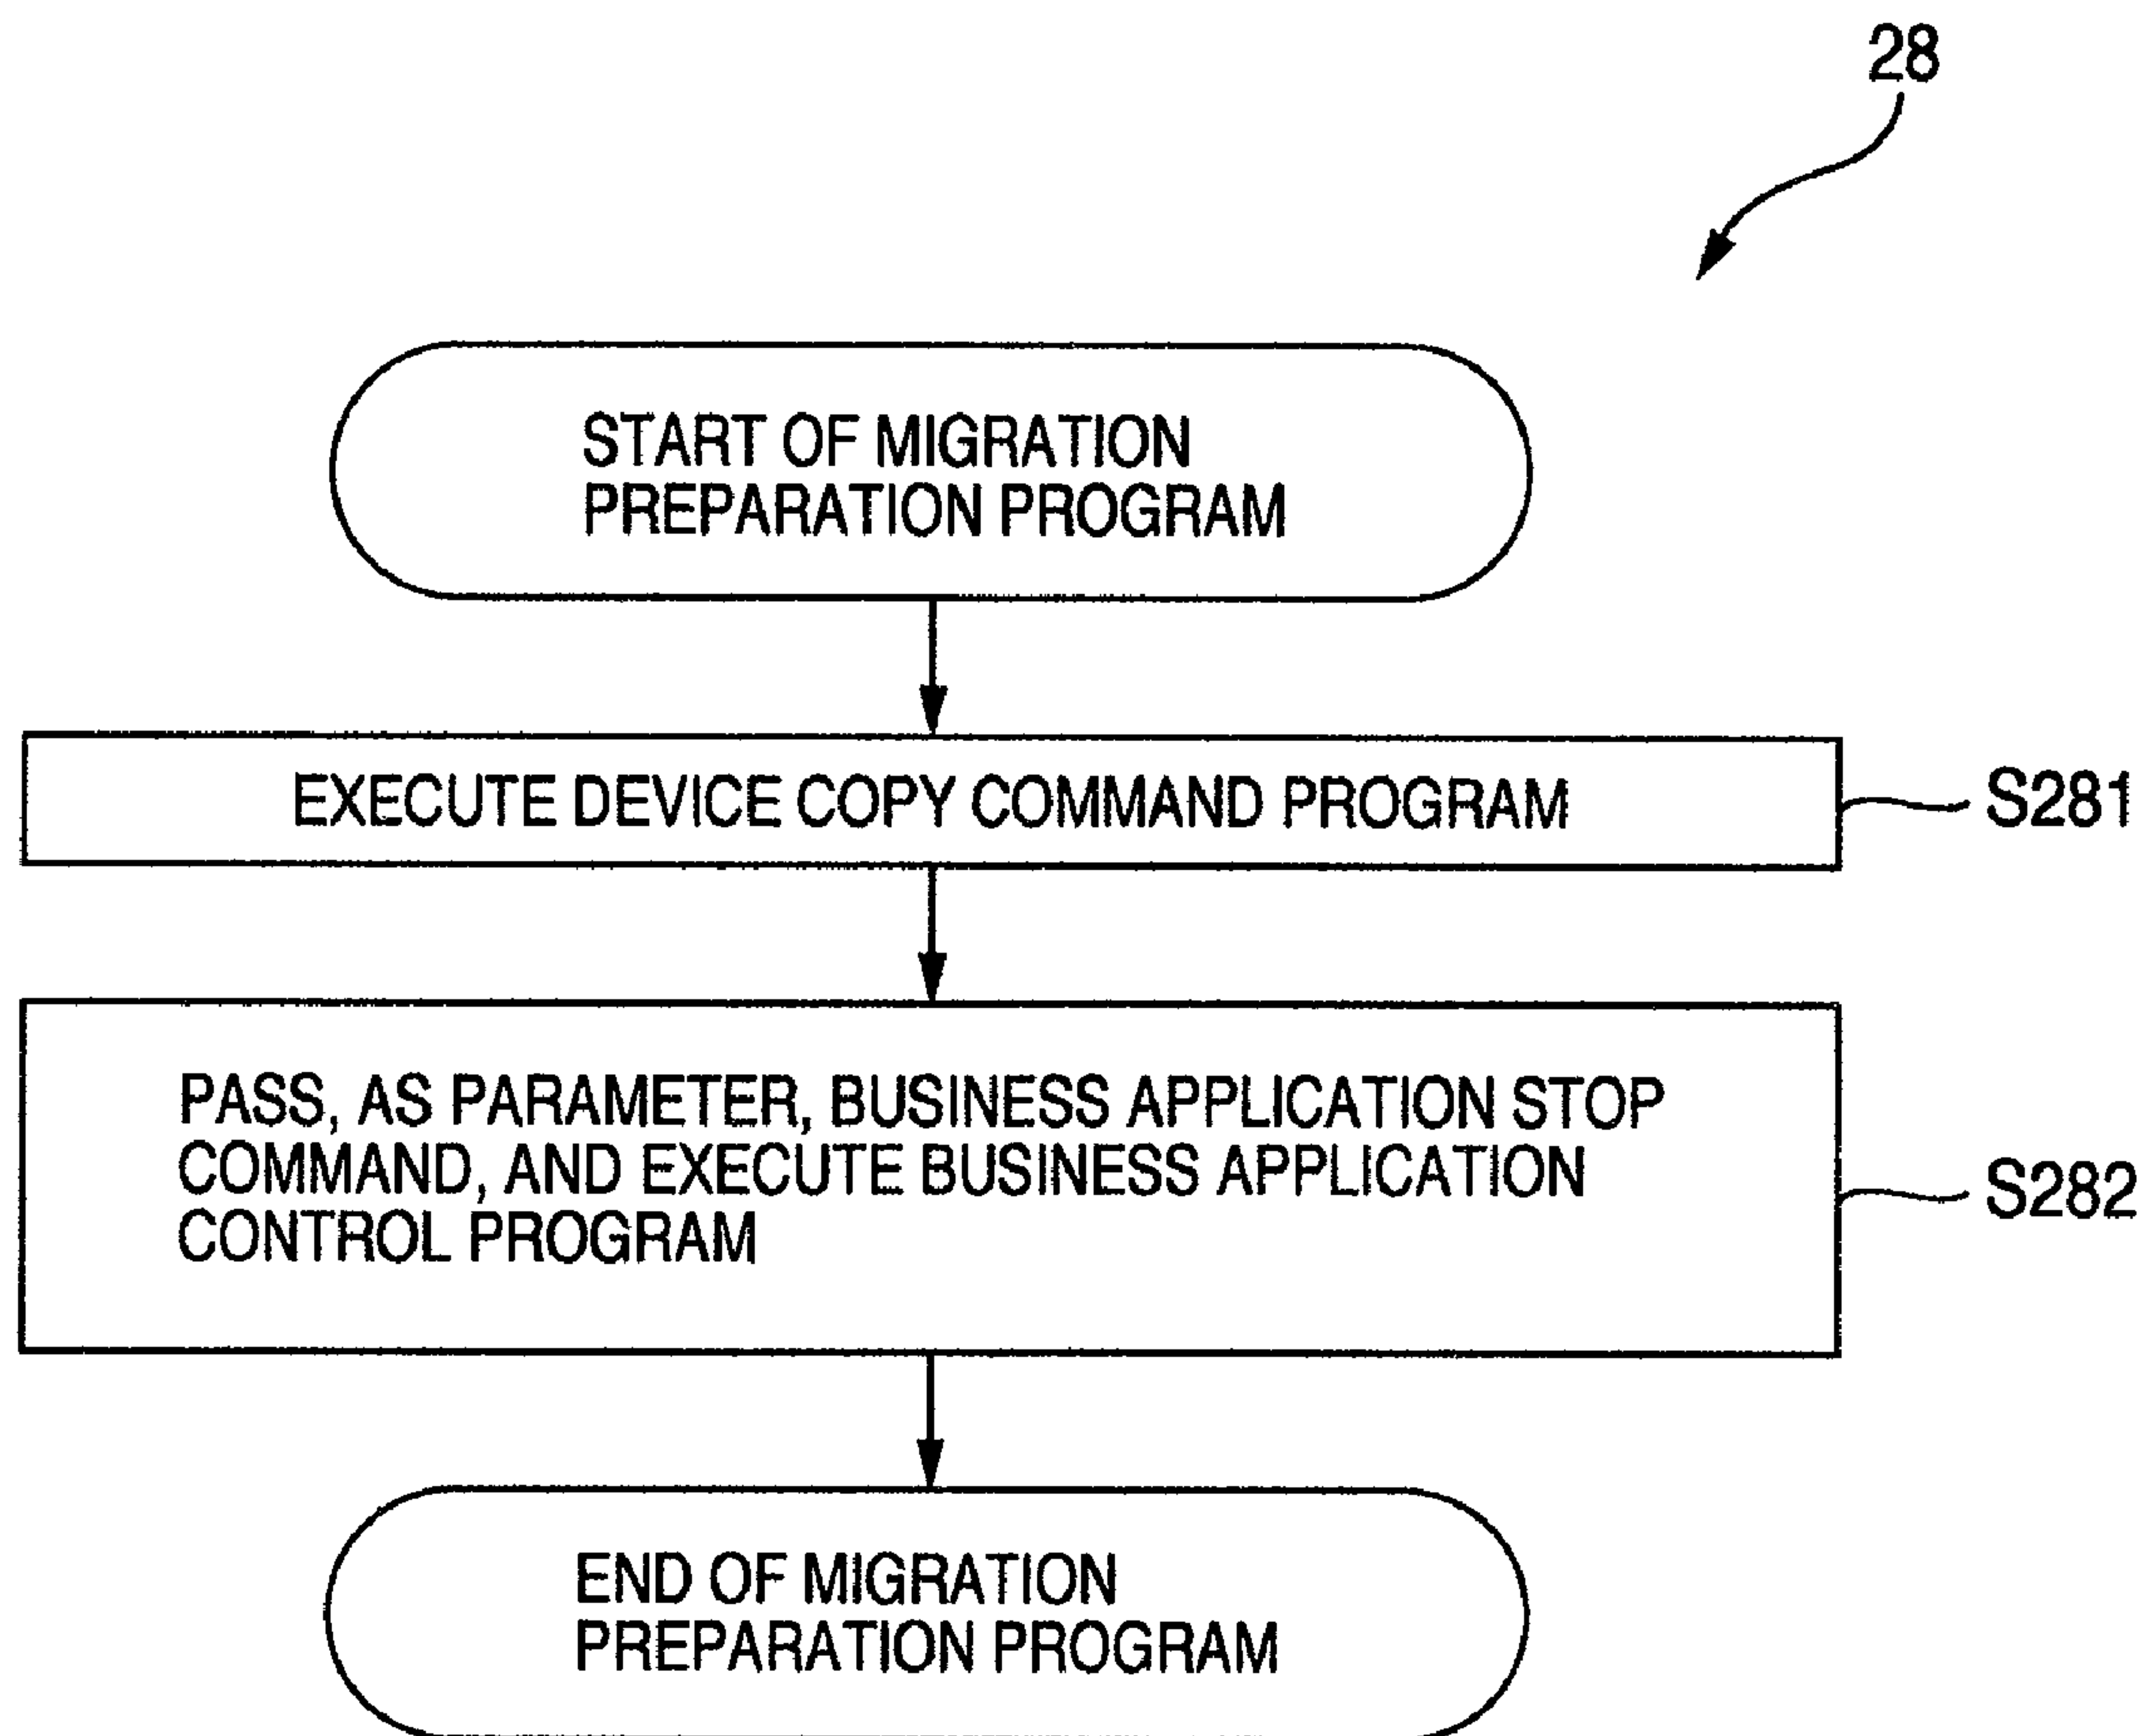 28
START OF MIGRATION
PREPARATION PROGRAM
EXECUTE DEVICE COPY COMMAND PROGRAM
S281
PASS, AS PARAMETER, BUSINESS APPLICATION STOP
COMMAND, AND EXECUTE BUSINESS APPLICATION
CONTROL PROGRAM
S282
END OF MIGRATION
PREPARATION PROGRAM